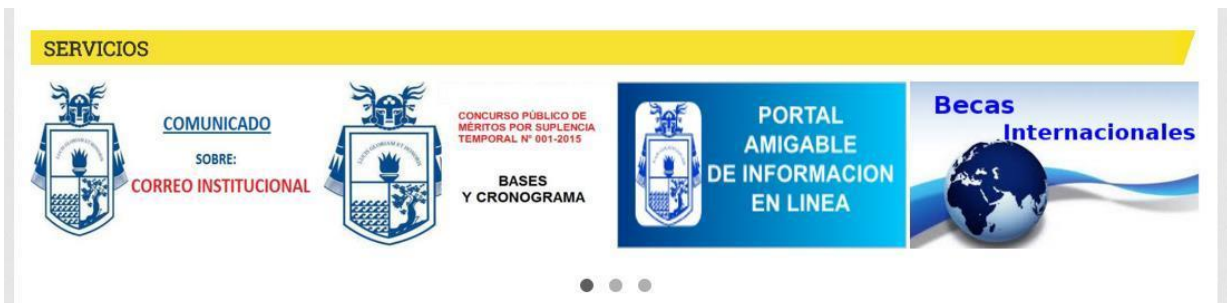 SERVICIOS
COMUNICADO
SOBRE:
CORREO INSTITUCIONAL
CONCURSO PÚBLICO DE
MÉRITOS POR SUPLENCIA
TEMPORAL N° 001-2015
BASES
Y CRONOGRAMA
PORTAL
AMIGABLE
DE INFORMACION
EN LINEA
Becas
Internacionales